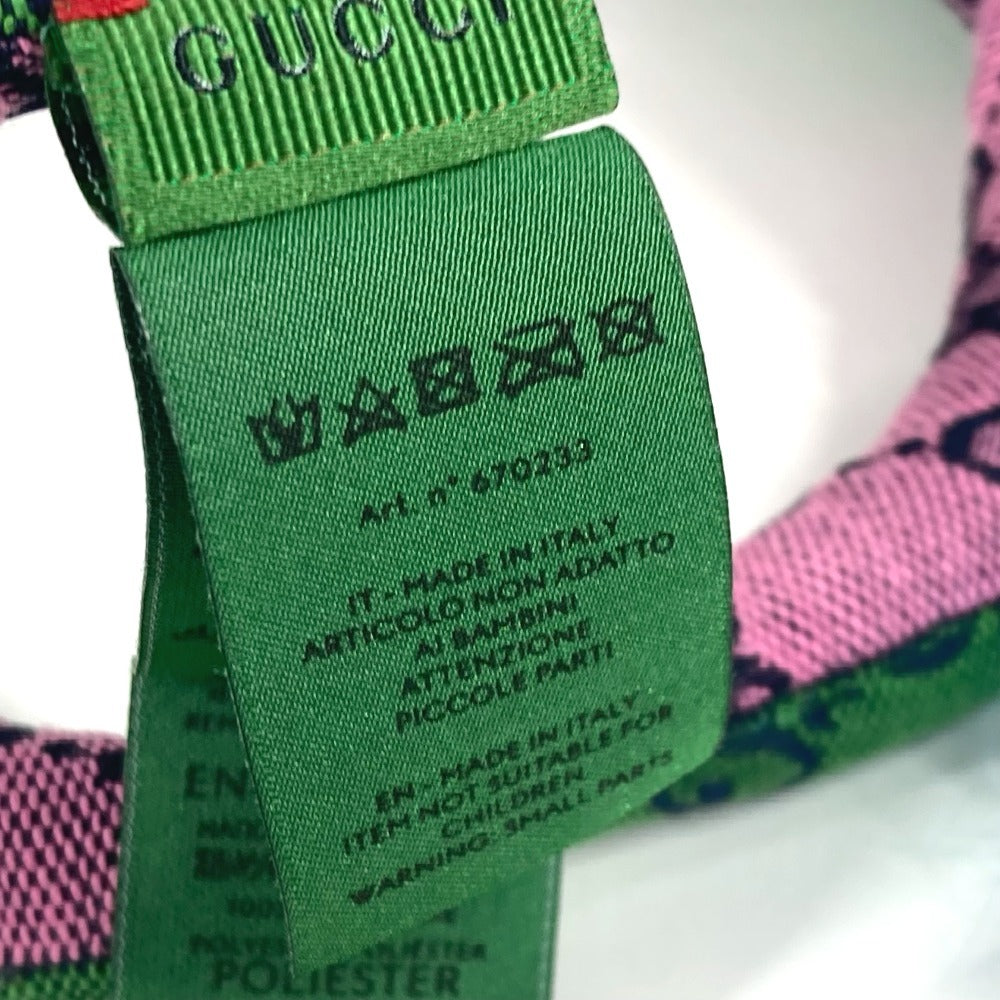 GUCCI
Art. n° 670233
IT - MADE IN ITALY
ARTICOLO NON ADATTO
AI BAMBINI
ATTENZIONE
PICCOLE PARTI
EN - MADE IN ITALY
ITEM NOT SUITABLE FOR
CHILDREN
WARNING: SMALL PARTS
EN
POLIESTER